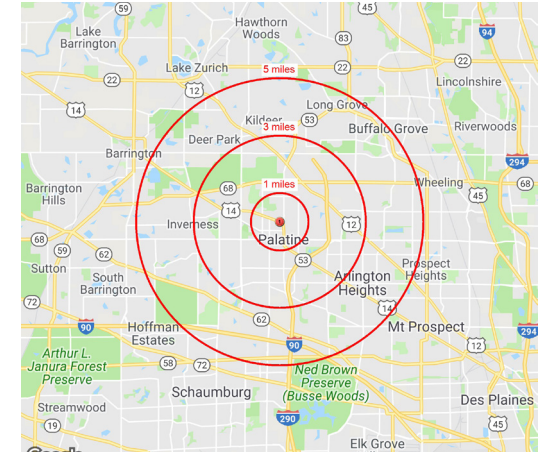 59
Hawthorn
Woods
45
Lake
Barrington
83
94
Lake Zurich
5 miles
22
22
22
12
Lincolnshire
14
Long Grove
Kildeer
53
3 miles
Buffalo Grove
Riverwoods
Deer Park
Barrington
294
Barrington
Hills
68
1 miles
Wheeling
68
45
14
Inverness
12
Palatine
68
59
62
53
Prospect
Heights
Sutton
South
Barrington
Arlington
Heights
72
14
90
Hoffman
Estates
62
Mt Prospect
294
90
12
Arthur L.
Janura Forest
Preserve
58
72
Ned Brown
Preserve
(Busse Woods)
Schaumburg
Streamwood
Des Plaines
19
290
45
Elk Grove
Google